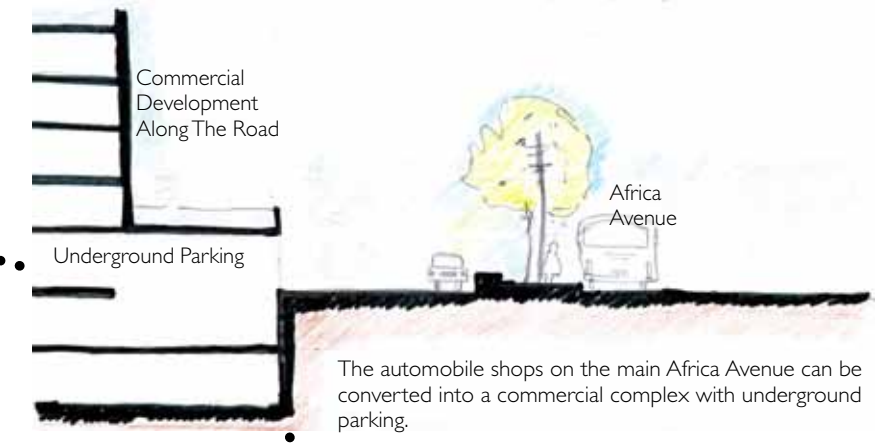 Commercial
Development
Along The Road
Africa
Avenue
Underground Parking
The automobile shops on the main Africa Avenue can be
converted into a commercial complex with underground
parking.